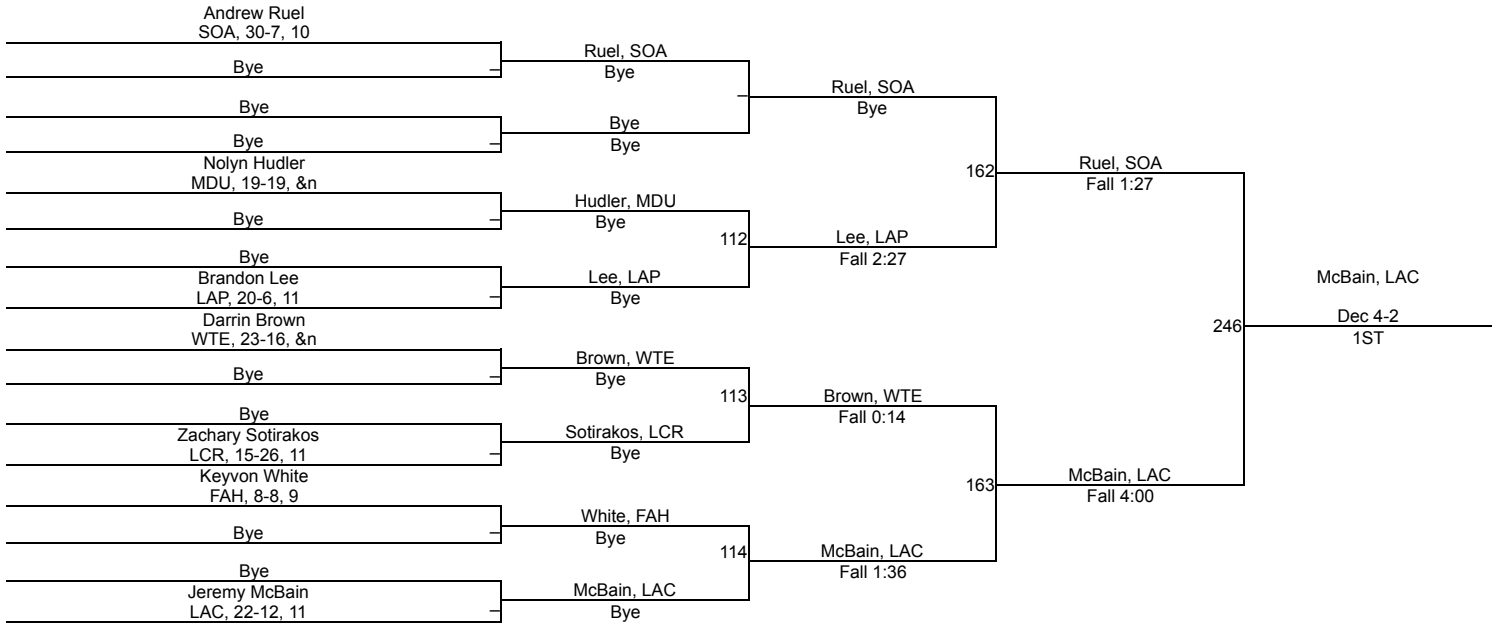 Andrew Ruel
SOA, 30-7, 10
Bye
Bye
Bye
Nolyn Hudler
MDU, 19-19, &n
Bye
Bye
Brandon Lee
LAP, 20-6, 11
Darrin Brown
WTE, 23-16, &n
Bye
Bye
Zachary Sotirakos
LCR, 15-26, 11
Keyvon White
FAH, 8-8, 9
Bye
Bye
Jeremy McBain
LAC, 22-12, 11
Ruel, SOA
Bye
Bye
Bye
Hudler, MDU
Bye
112
Lee, LAP
Bye
Brown, WTE
Bye
113
Sotirakos, LCR
Bye
White, FAH
Bye
114
McBain, LAC
Bye
Ruel, SOA
Bye
162
Lee, LAP
Fall 2:27
Brown, WTE
Fall 0:14
163
McBain, LAC
Fall 1:36
Ruel, SOA
Fall 1:27
246
McBain, LAC
Fall 4:00
McBain, LAC
Dec 4-2
1ST